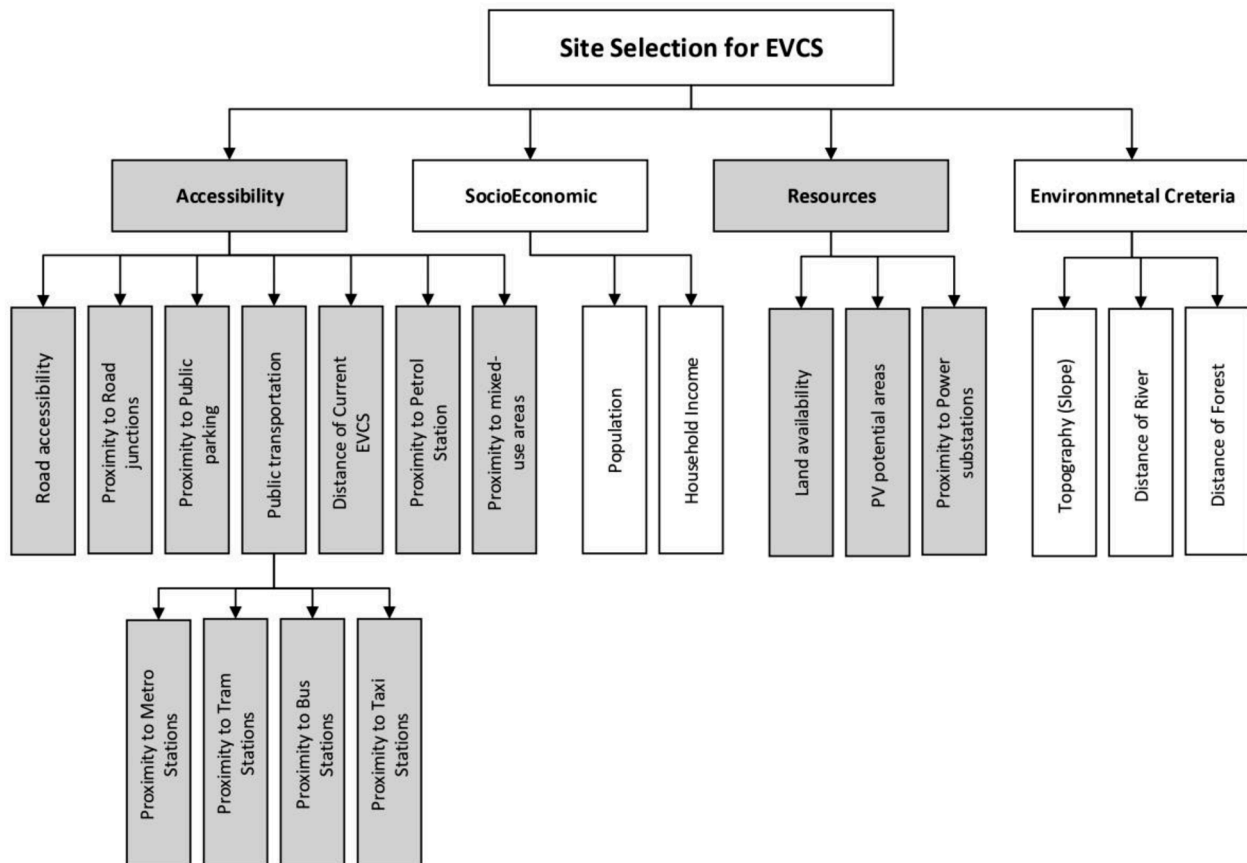 Site Selection for EVCS
Accessibility
SocioEconomic
Resources
Environmnetal Creteria
Road accessibility
Proximity to Road
junctions
Proximity to Public
parking
Public transportation
Distance of Current
EVCS
Proximity to Petrol
Station
Proximity to mixed-
use areas
Population
Household Income
Land availability
PV potential areas
Proximity to Power
substations
Topography (Slope)
Distance of River
Distance of Forest
Proximity to Metro
Stations
Proximity to Tram
Stations
Proximity to Bus
Stations
Proximity to Taxi
Stations